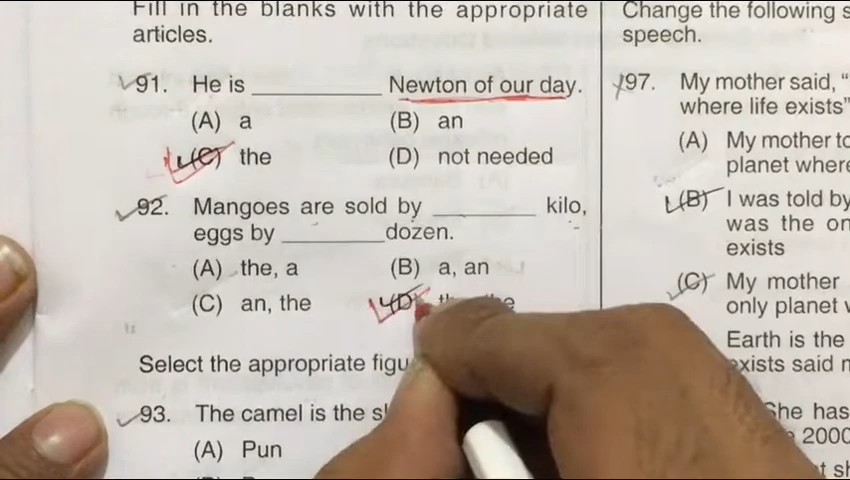 Fill in the blanks with the appropriate
articles.
91. He is ________ Newton of our day.
(A) a (B) an
(C) the (D) not needed
92. Mangoes are sold by ________ kilo,
eggs by ________ dozen.
(A) the, a (B) a, an
(C) an, the (D)
Select the appropriate
93. The camel is the
(A) Pun
Change the following
speech.
97. My mother said, "
where life exists"
(A) My mother
planet where
(B) I was told by
was the
exists
(C) My mother
only planet
Earth is the
exists said
She has
2000